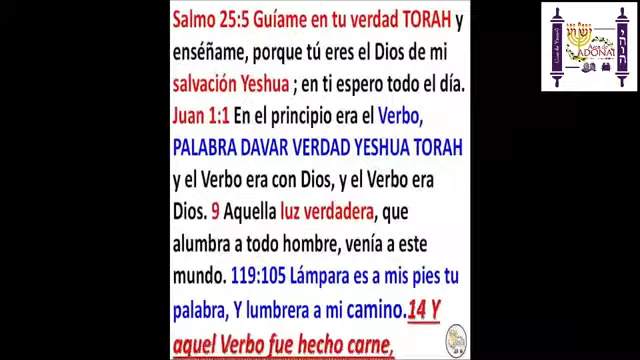 Salmo 25:5 Guíame en tu verdad TORAH y
enséñame, porque tú eres el Dios de mi
salvación Yeshua ; en ti espero todo el día.
Juan 1:1 En el principio era el Verbo,
PALABRA DAVAR VERDAD YESHUA TORAH
y el Verbo era con Dios, y el Verbo era
Dios. 9 Aquella luz verdadera, que
alumbra a todo hombre, venía a este
mundo. 119:105 Lámpara es a mis pies tu
palabra, Y lumbrera a mi camino.14 Y
aquel Verbo fue hecho carne,
ADONAI